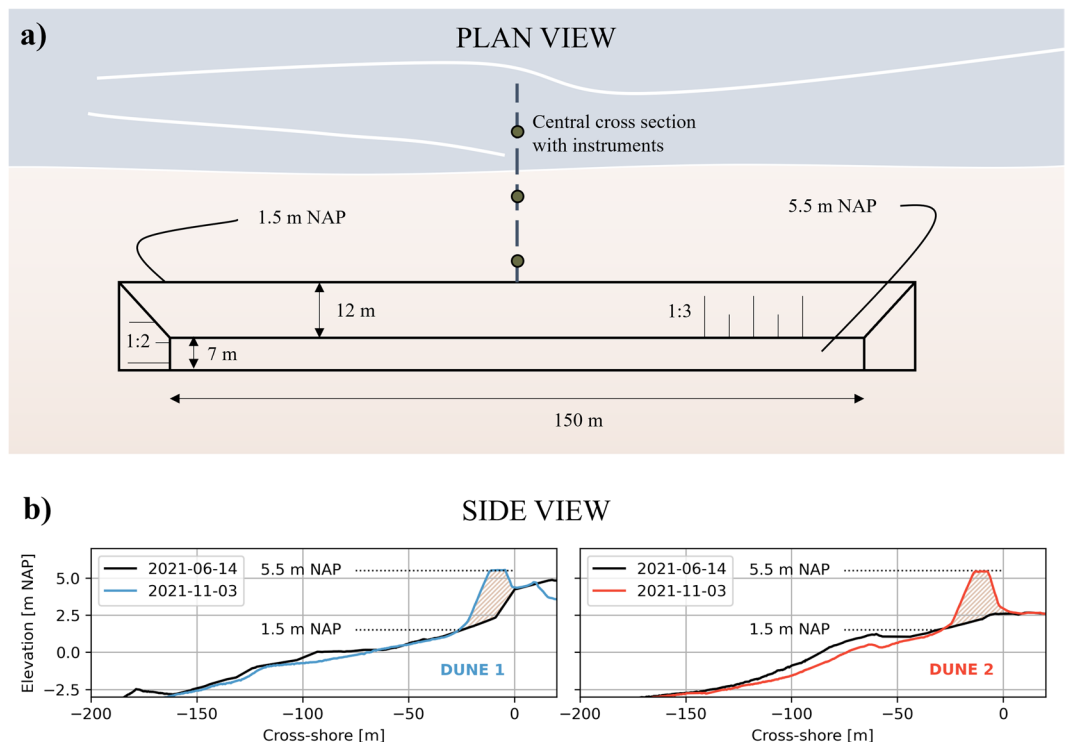 a)
PLAN VIEW
Central cross section
with instruments
1.5 m NAP
5.5 m NAP
12 m
1:3
1:2
7 m
150 m
b)
SIDE VIEW
Elevation [m NAP]
5.0
2.5
0.0
−2.5
2021-06-14
2021-11-03
5.5 m NAP
1.5 m NAP
DUNE 1
−200
−150
−100
−50
0
Cross-shore [m]
2021-06-14
2021-11-03
5.5 m NAP
1.5 m NAP
DUNE 2
−200
−150
−100
−50
0
Cross-shore [m]